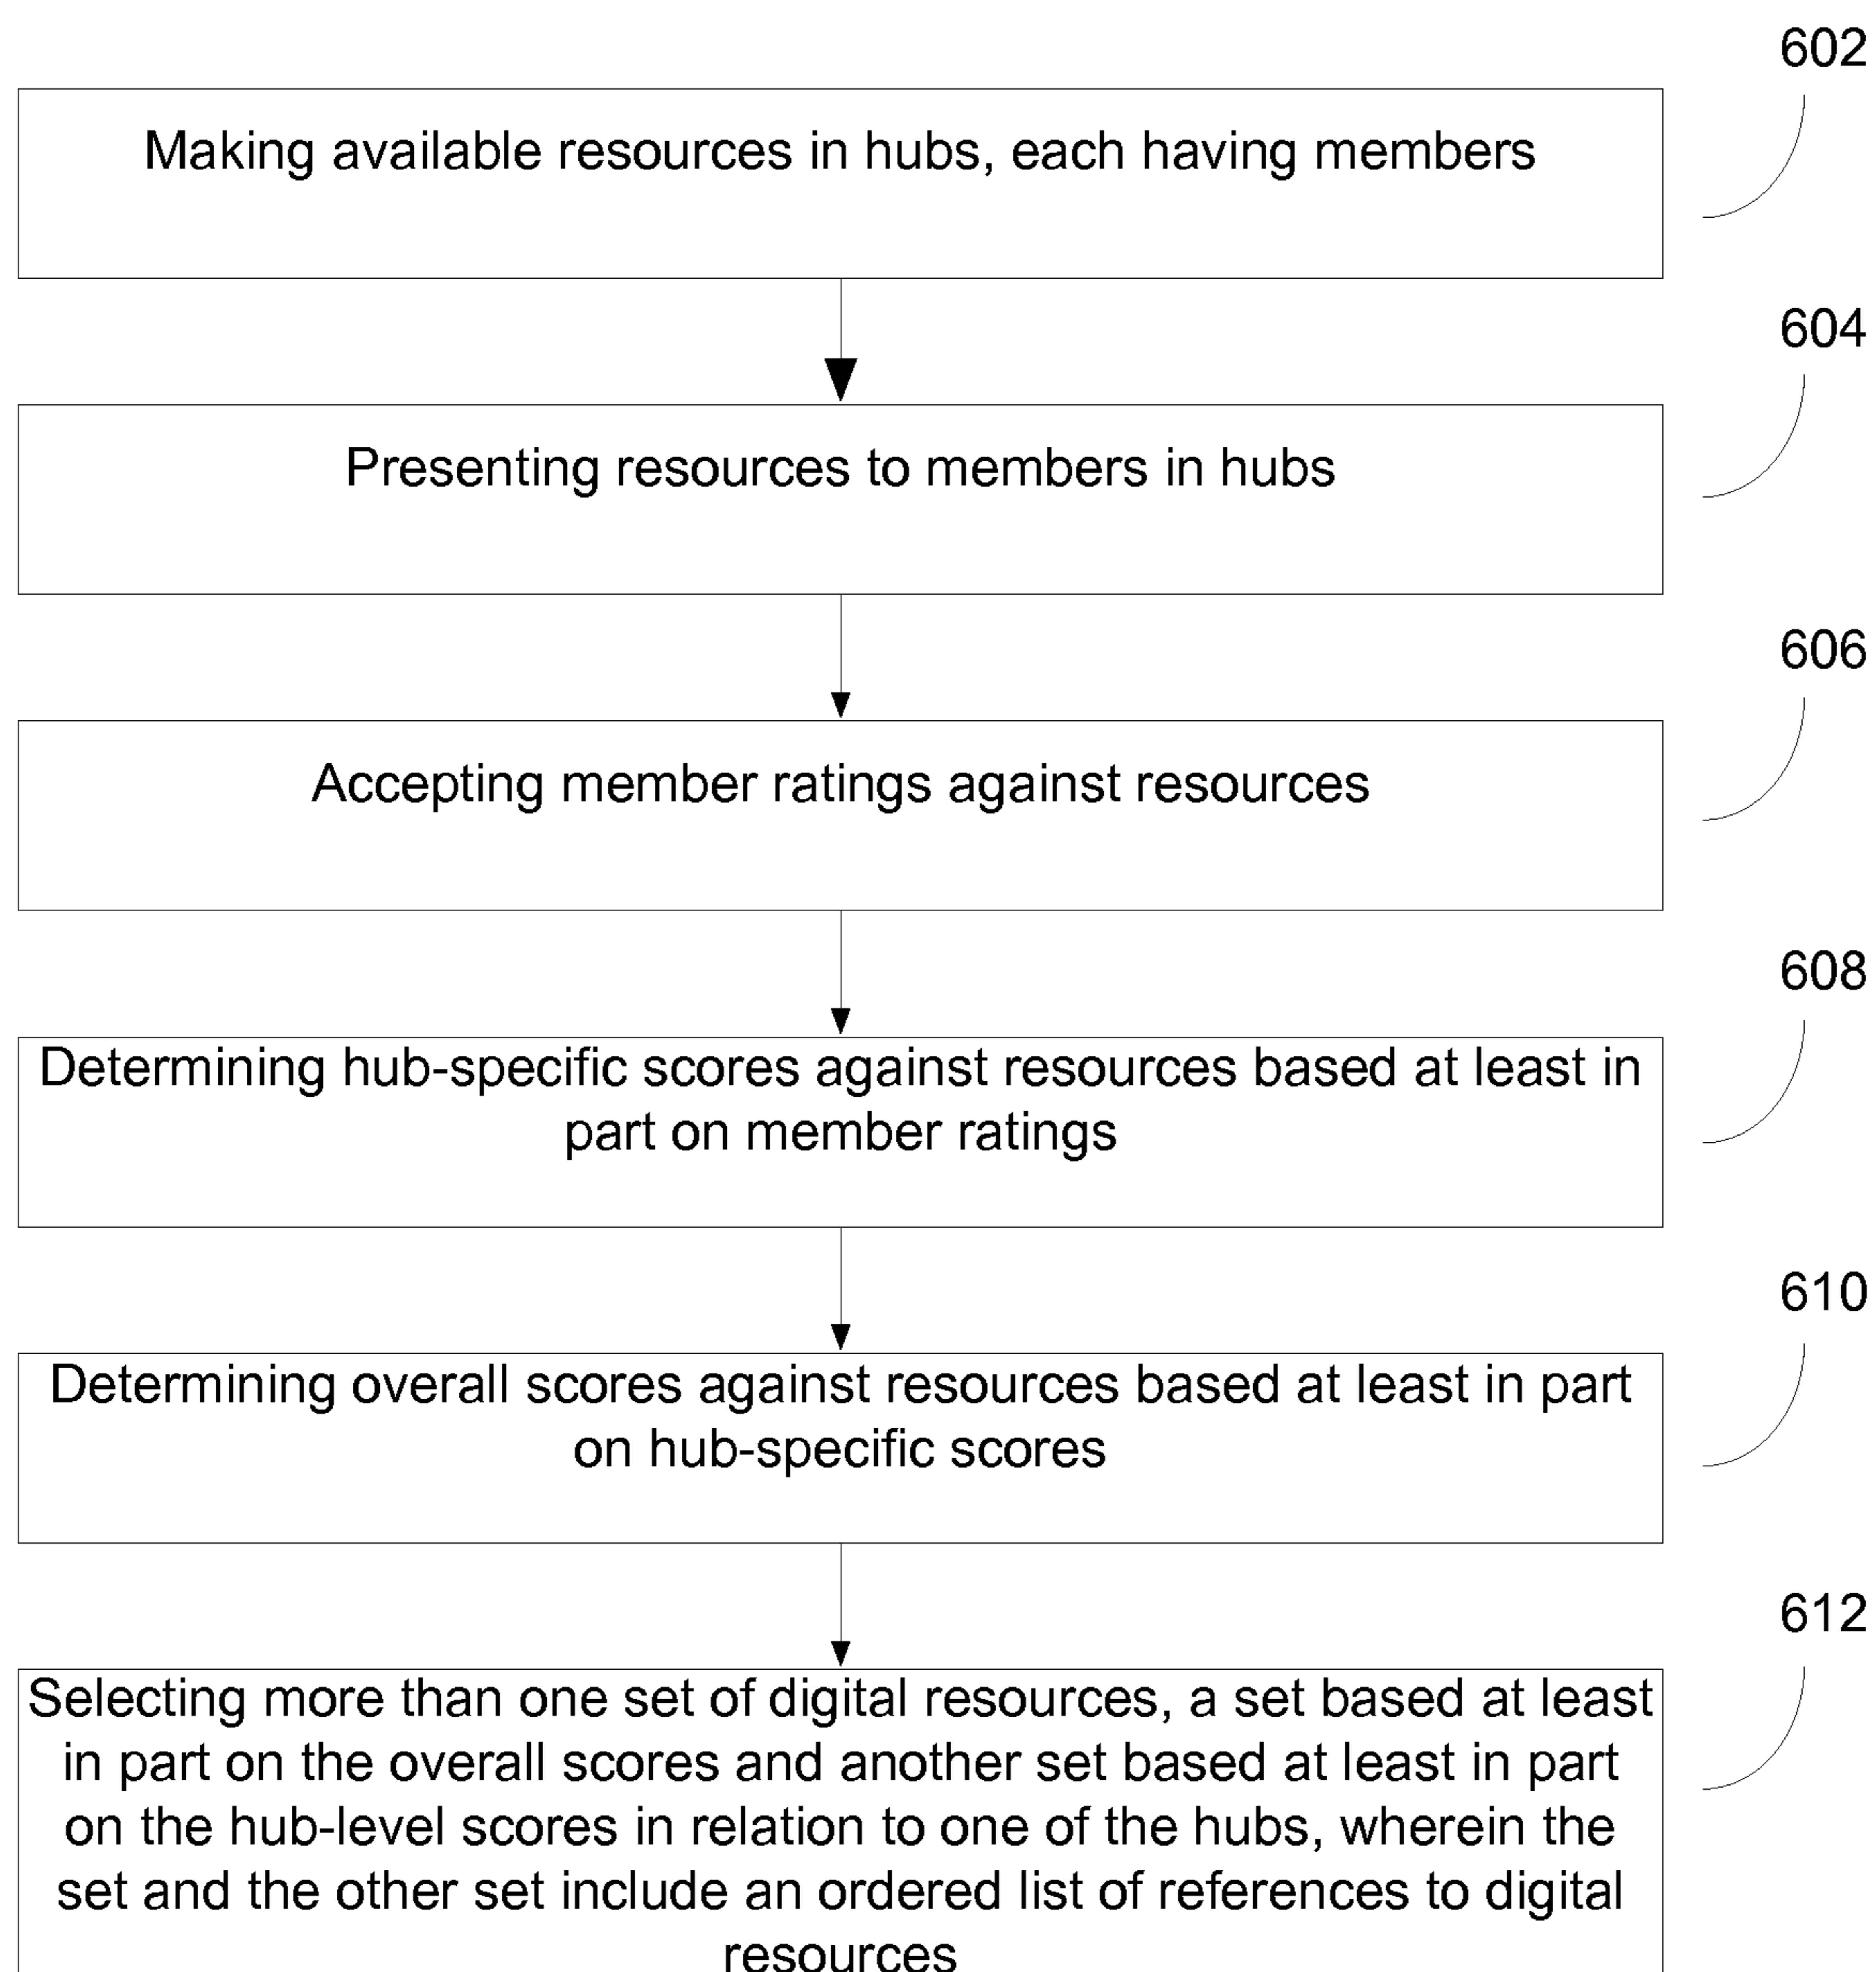 602
Making available resources in hubs, each having members
604
Presenting resources to members in hubs
606
Accepting member ratings against resources
608
Determining hub-specific scores against resources based at least in
part on member ratings
610
Determining overall scores against resources based at least in part
on hub-specific scores
612
Selecting more than one set of digital resources, a set based at least
in part on the overall scores and another set based at least in part
on the hub-level scores in relation to one of the hubs, wherein the
set and the other set include an ordered list of references to digital
resources